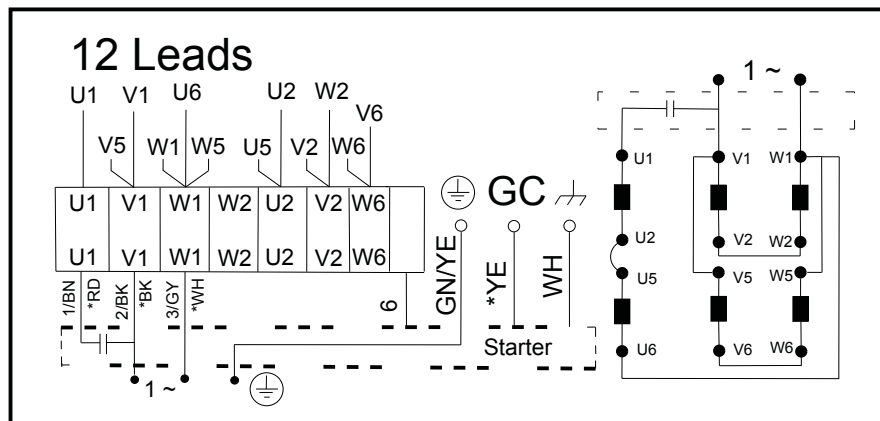 12 Leads
U1 V1 U6 U2 W2
V6
V5 W1 W5 U5 V2 W6
U1 V1 W1 W2 U2 V2 W6
U1 V1 W1 W2 U2 V2 W6
1/BN
*RD
2/BK
*BK
3/GY
*WH
6
GN/YE
GC
*YE
WH
Starter
1 ~
1 ~
U1 V1 W1
U2 V2 W2
U5 V5 W5
U6 V6 W6